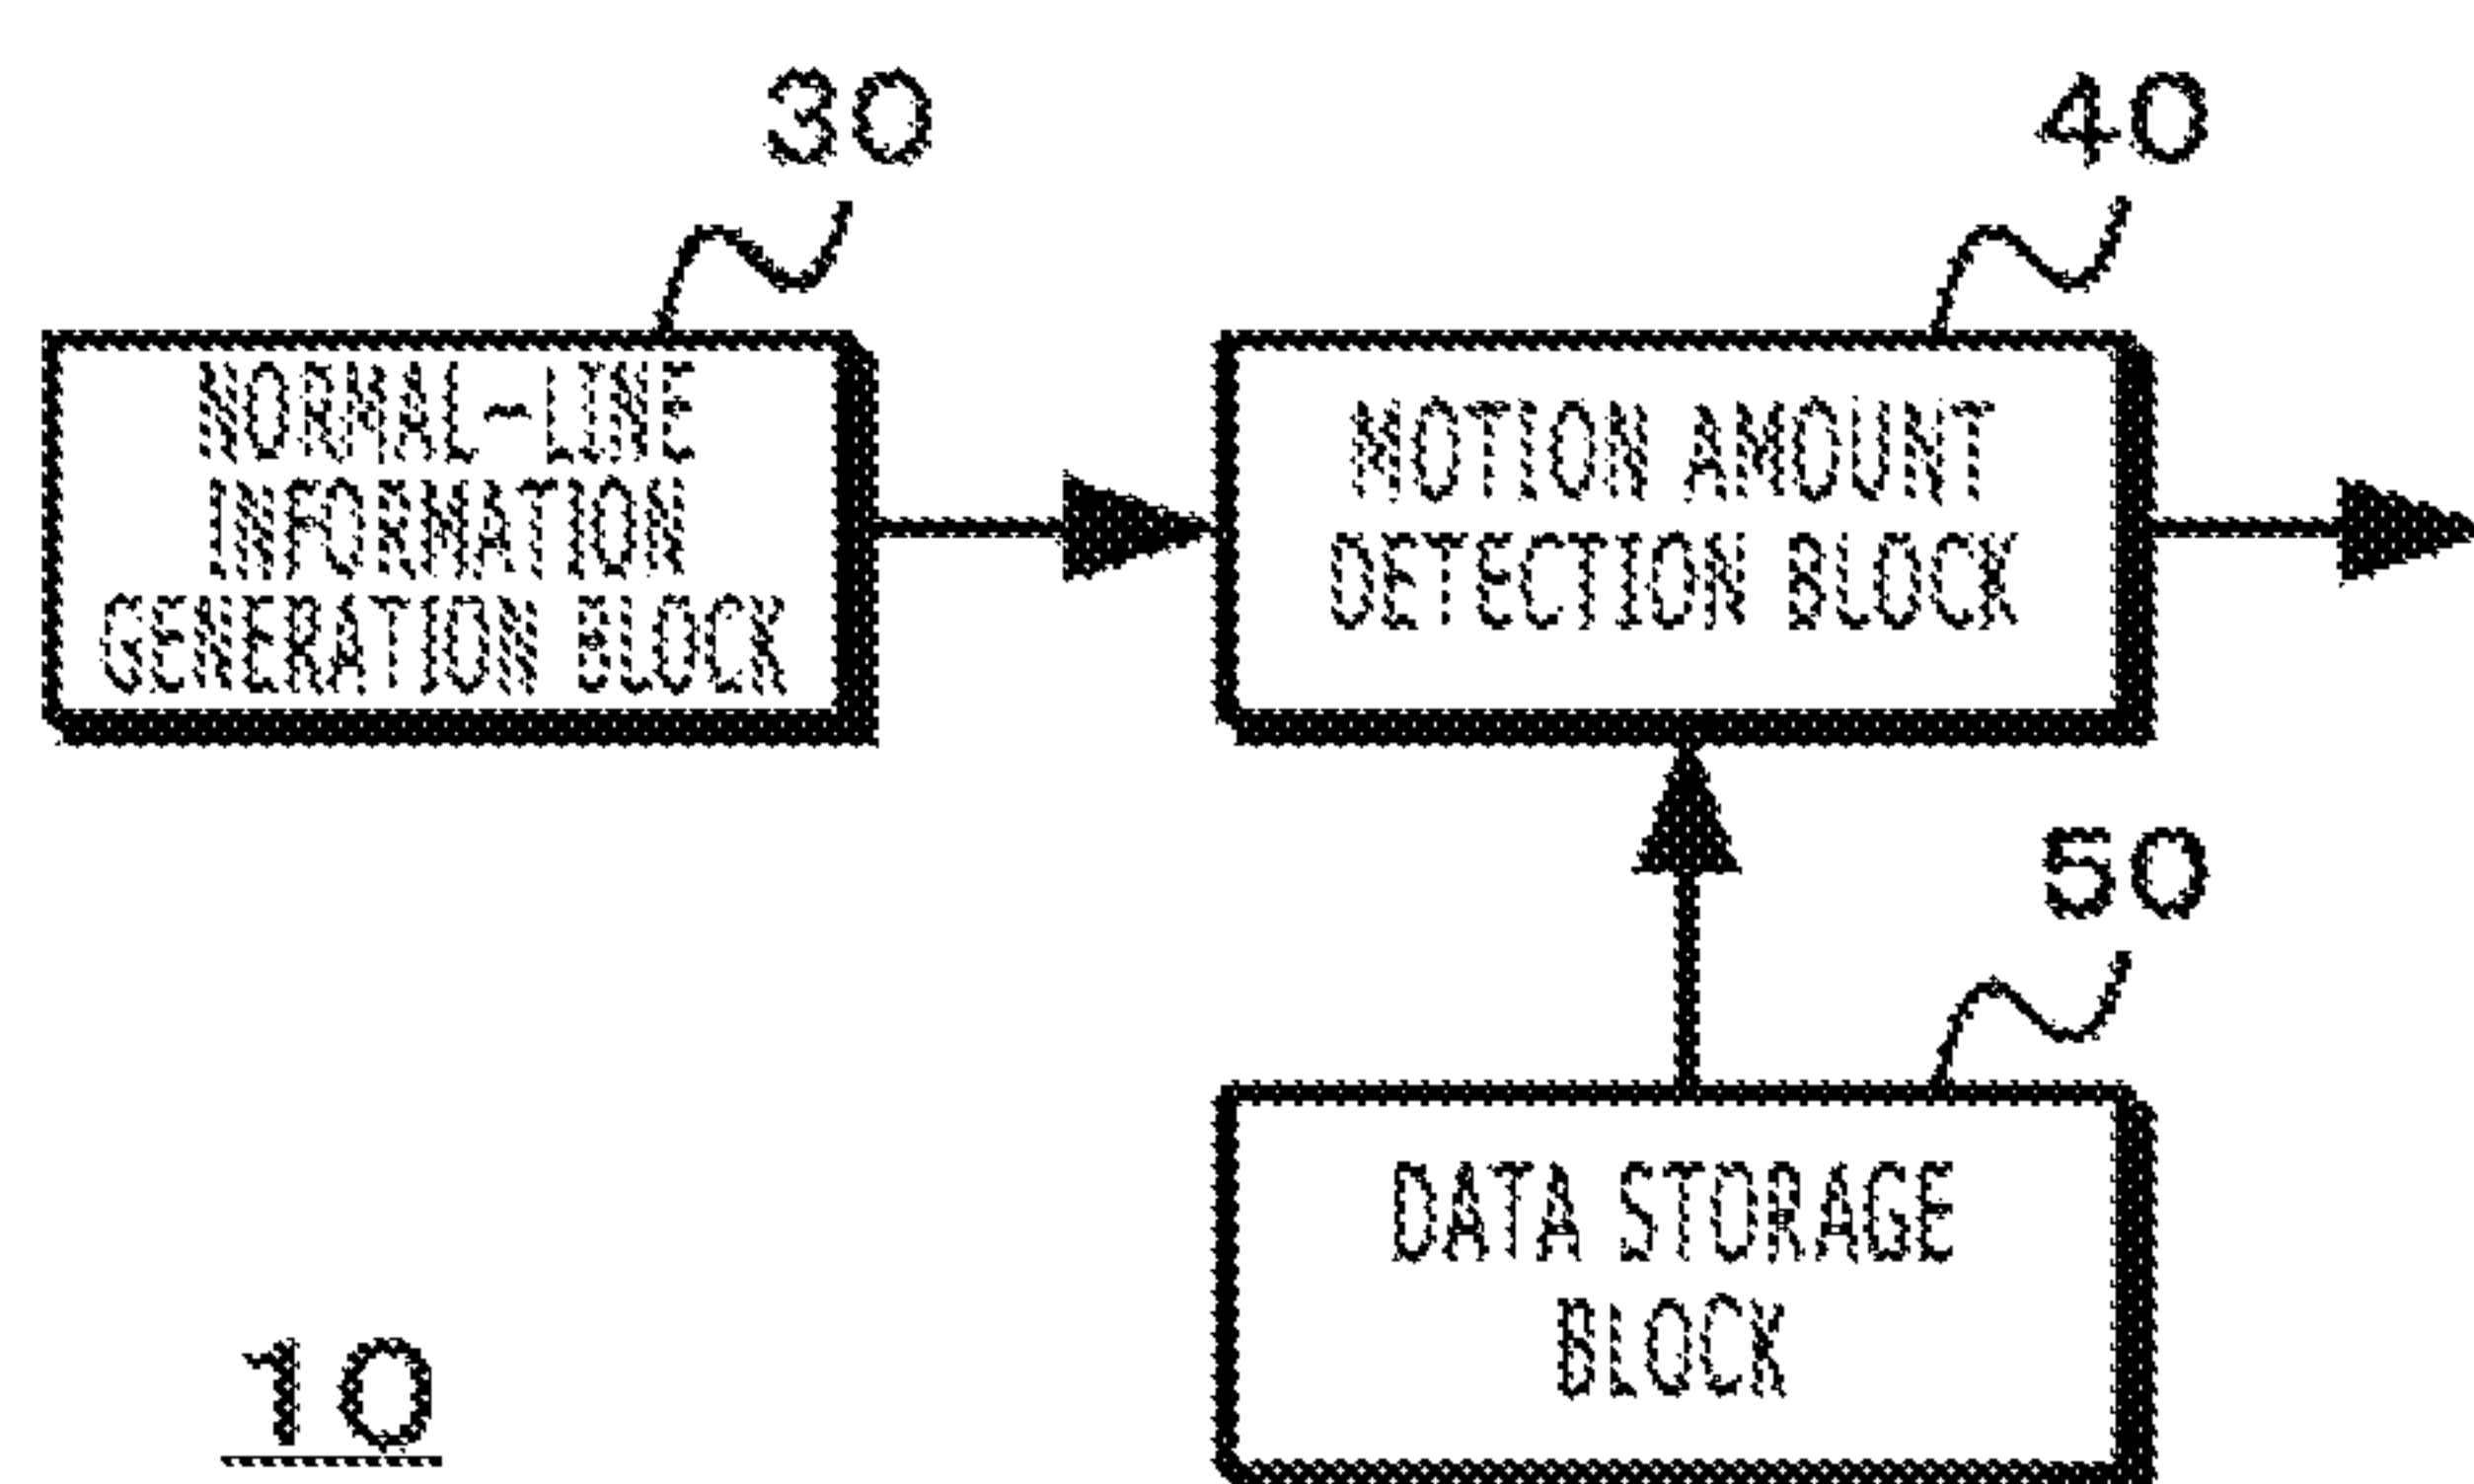 30
40
NORMAL-LINE
INFORMATION
GENERATION BLOCK
MOTION AMOUNT
DETECTION BLOCK
50
DATA STORAGE
BLOCK
10